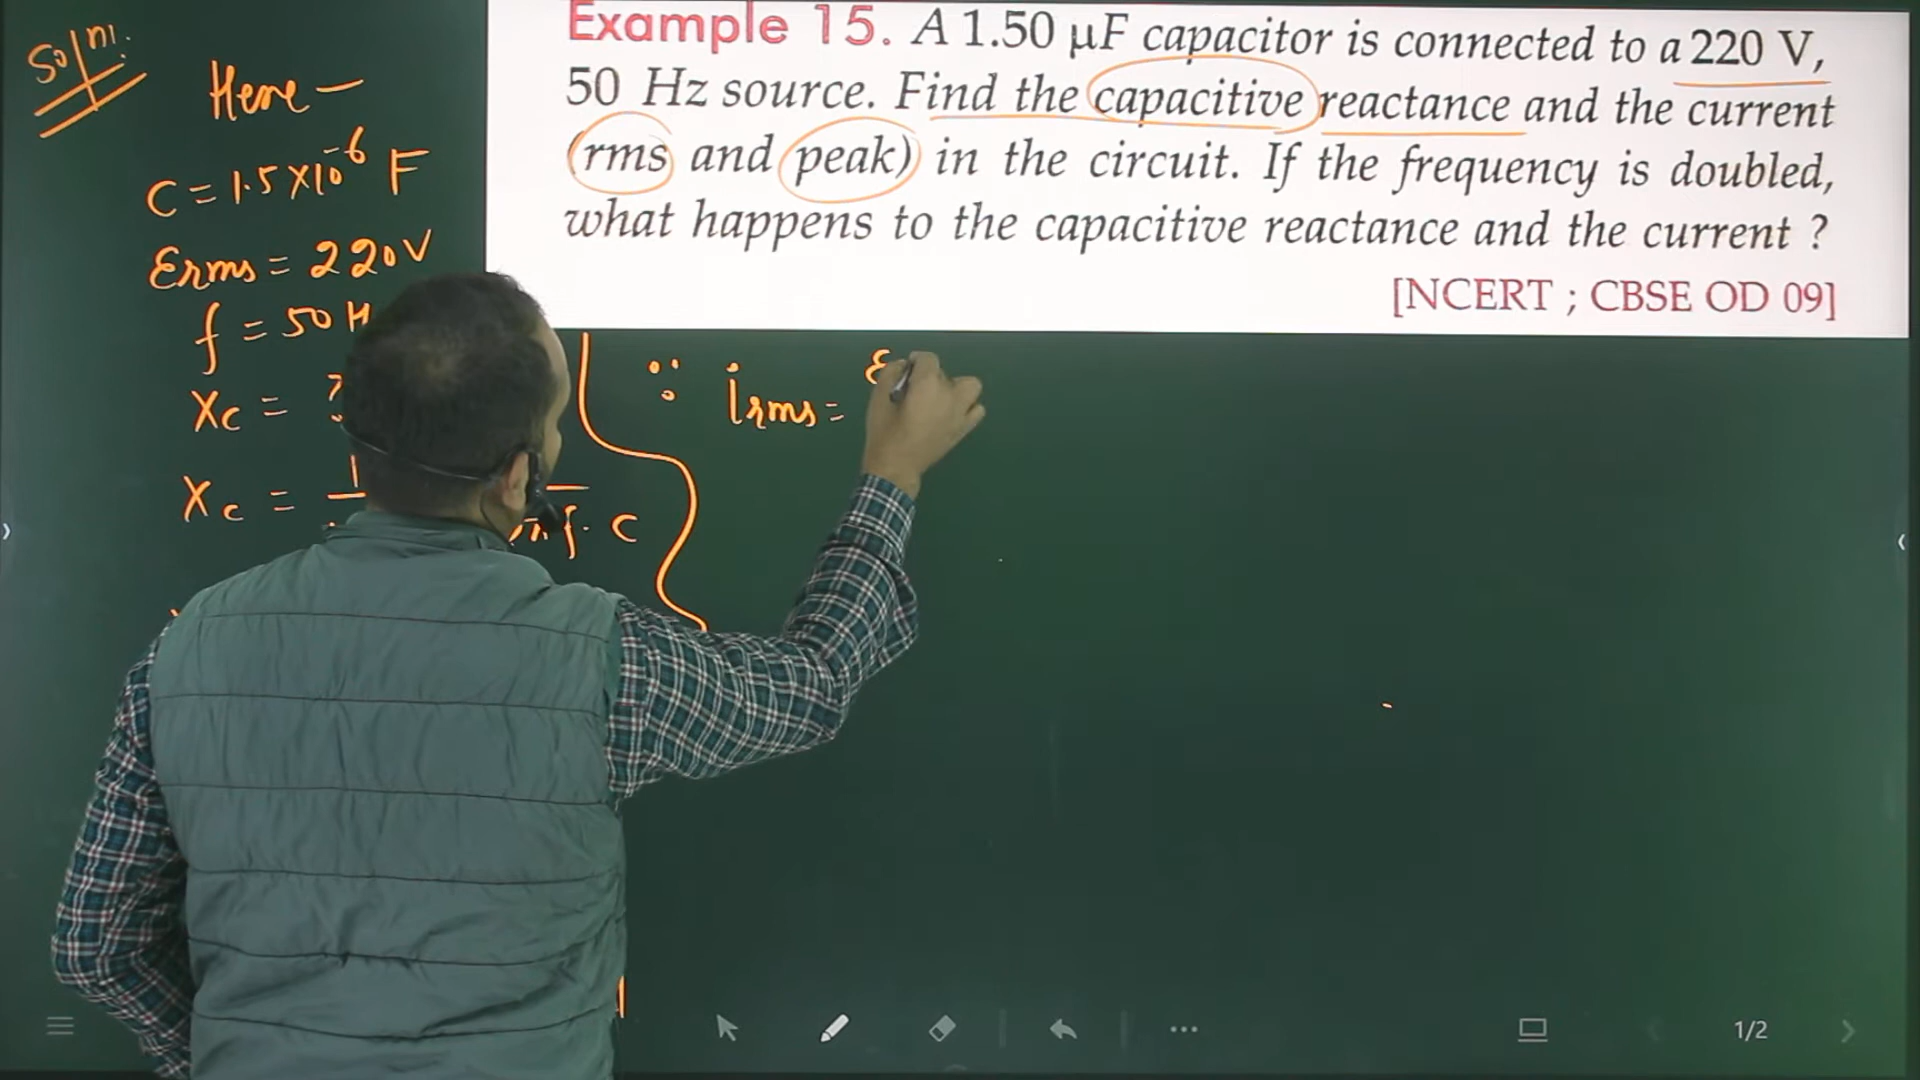 Soln.
Here —
C = 1.5 × 10⁻⁶ F
Erms = 220V
f = 50 H
Xc = ?
Xc = 1
πf. C
Example 15. A 1.50 μF capacitor is connected to a 220 V,
50 Hz source. Find the capacitive reactance and the current
(rms and peak) in the circuit. If the frequency is doubled,
what happens to the capacitive reactance and the current ?
[NCERT ; CBSE OD 09]
∵ irms = ε
1/2